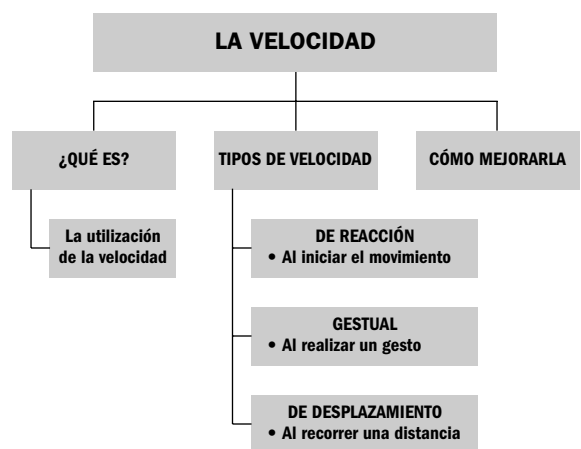 LA VELOCIDAD
¿QUÉ ES?
TIPOS DE VELOCIDAD
CÓMO MEJORARLA
La utilización
de la velocidad
DE REACCIÓN
• Al iniciar el movimiento
GESTUAL
• Al realizar un gesto
DE DESPLAZAMIENTO
• Al recorrer una distancia